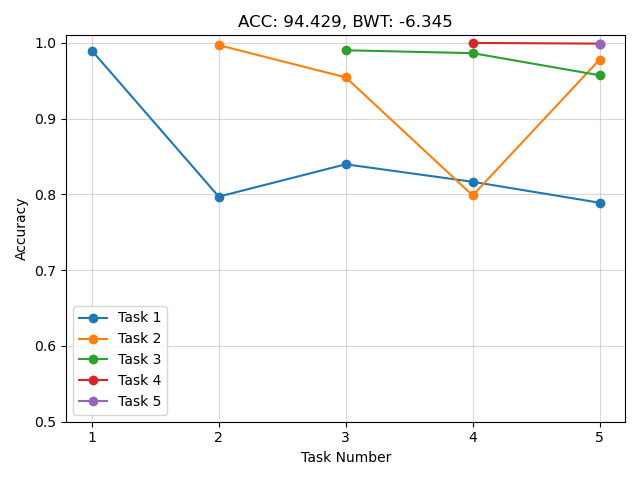 ACC: 94.429, BWT: -6.345
1.0
0.9
0.8
0.7
0.6
0.5
Accuracy
Task 1
Task 2
Task 3
Task 4
Task 5
1 2 3 4 5
Task Number